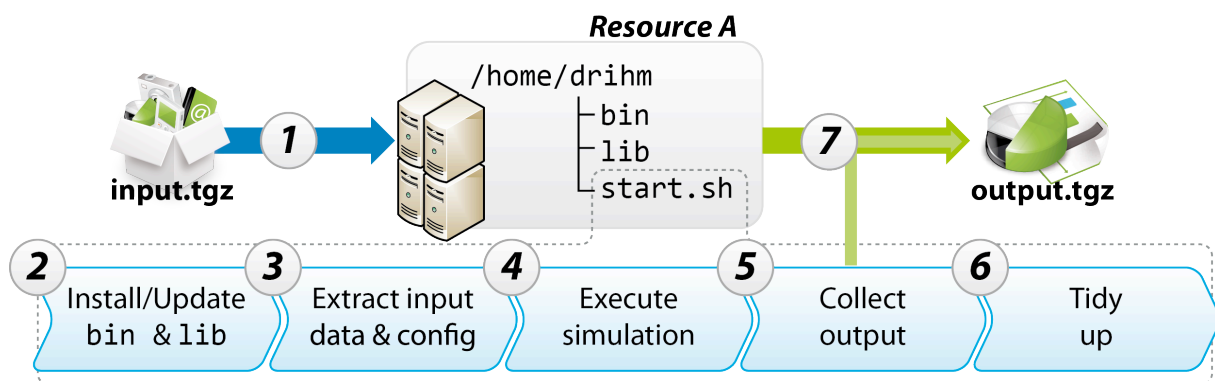 Resource A
/home/drihm
bin
lib
start.sh
1
input.tgz
7
output.tgz
2
Install/Update
bin & lib
3
Extract input
data & config
4
Execute
simulation
5
Collect
output
6
Tidy
up
@